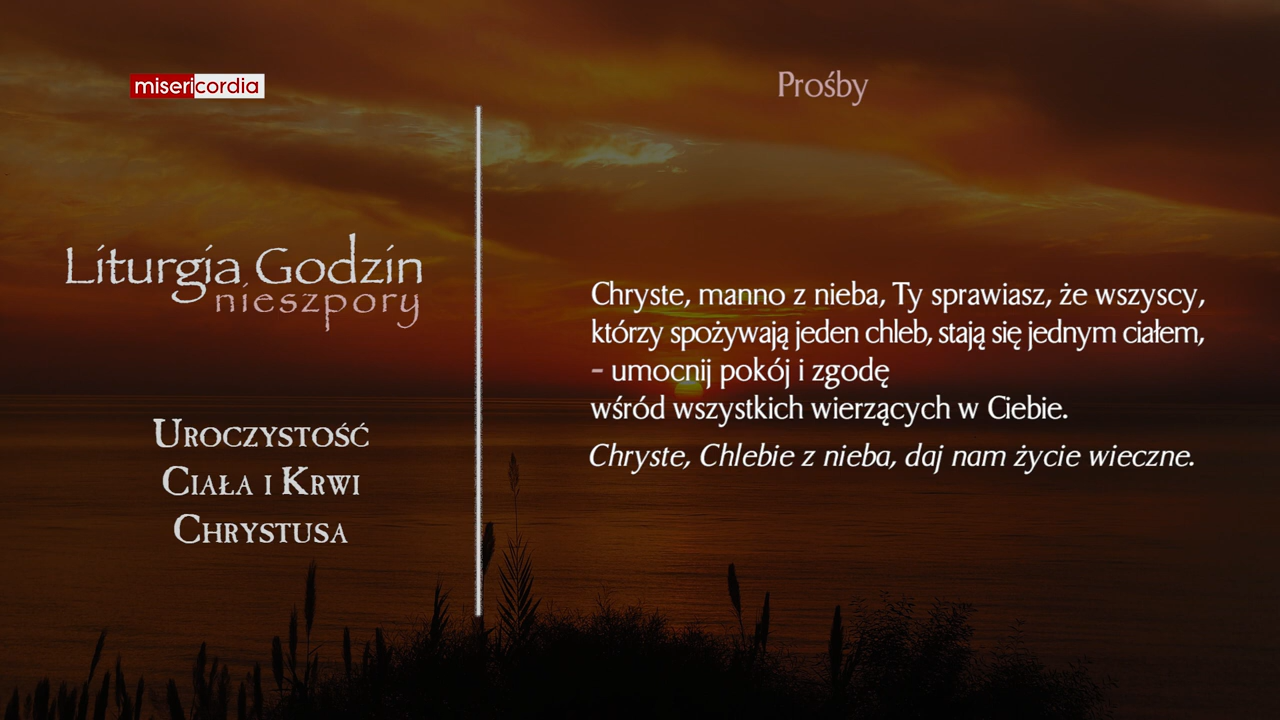 misericordia
Liturgia Godzin
nieszpory
Uroczystość
Ciała i Krwi
Chrystusa
Prośby
Chryste, manno z nieba, Ty sprawiasz, że wszyscy,
którzy spożywają jeden chleb, stają się jednym ciałem,
- umocnij pokój i zgodę
wśród wszystkich wierzących w Ciebie.
Chryste, Chlebie z nieba, daj nam życie wieczne.